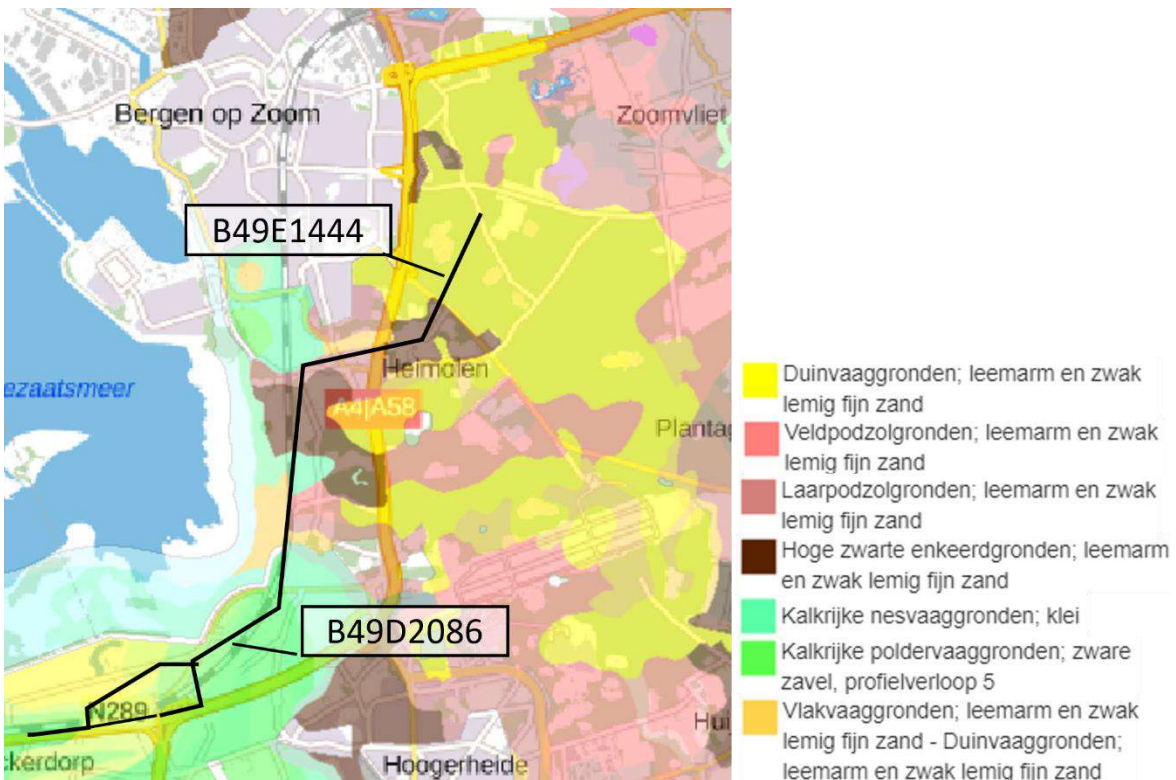 Bergen op Zoom
Zoomvliet
B49E1444
Heimolen
ezaatsmeer
A4|A58
Planta
B49D2086
N289
Hui
kerdorp
Hoogerheide
Duinvaaggronden; leemarm en zwak
lemig fijn zand
Veldpodzolgronden; leemarm en zwak
lemig fijn zand
Laarpodzolgronden; leemarm en zwak
lemig fijn zand
Hoge zwarte enkeerdgronden; leemarm
en zwak lemig fijn zand
Kalkrijke nesvaaggronden; klei
Kalkrijke poldervaaggronden; zware
zavel, profielverloop 5
Vlakvaaggronden; leemarm en zwak
lemig fijn zand - Duinvaaggronden;
leemarm en zwak lemig fijn zand